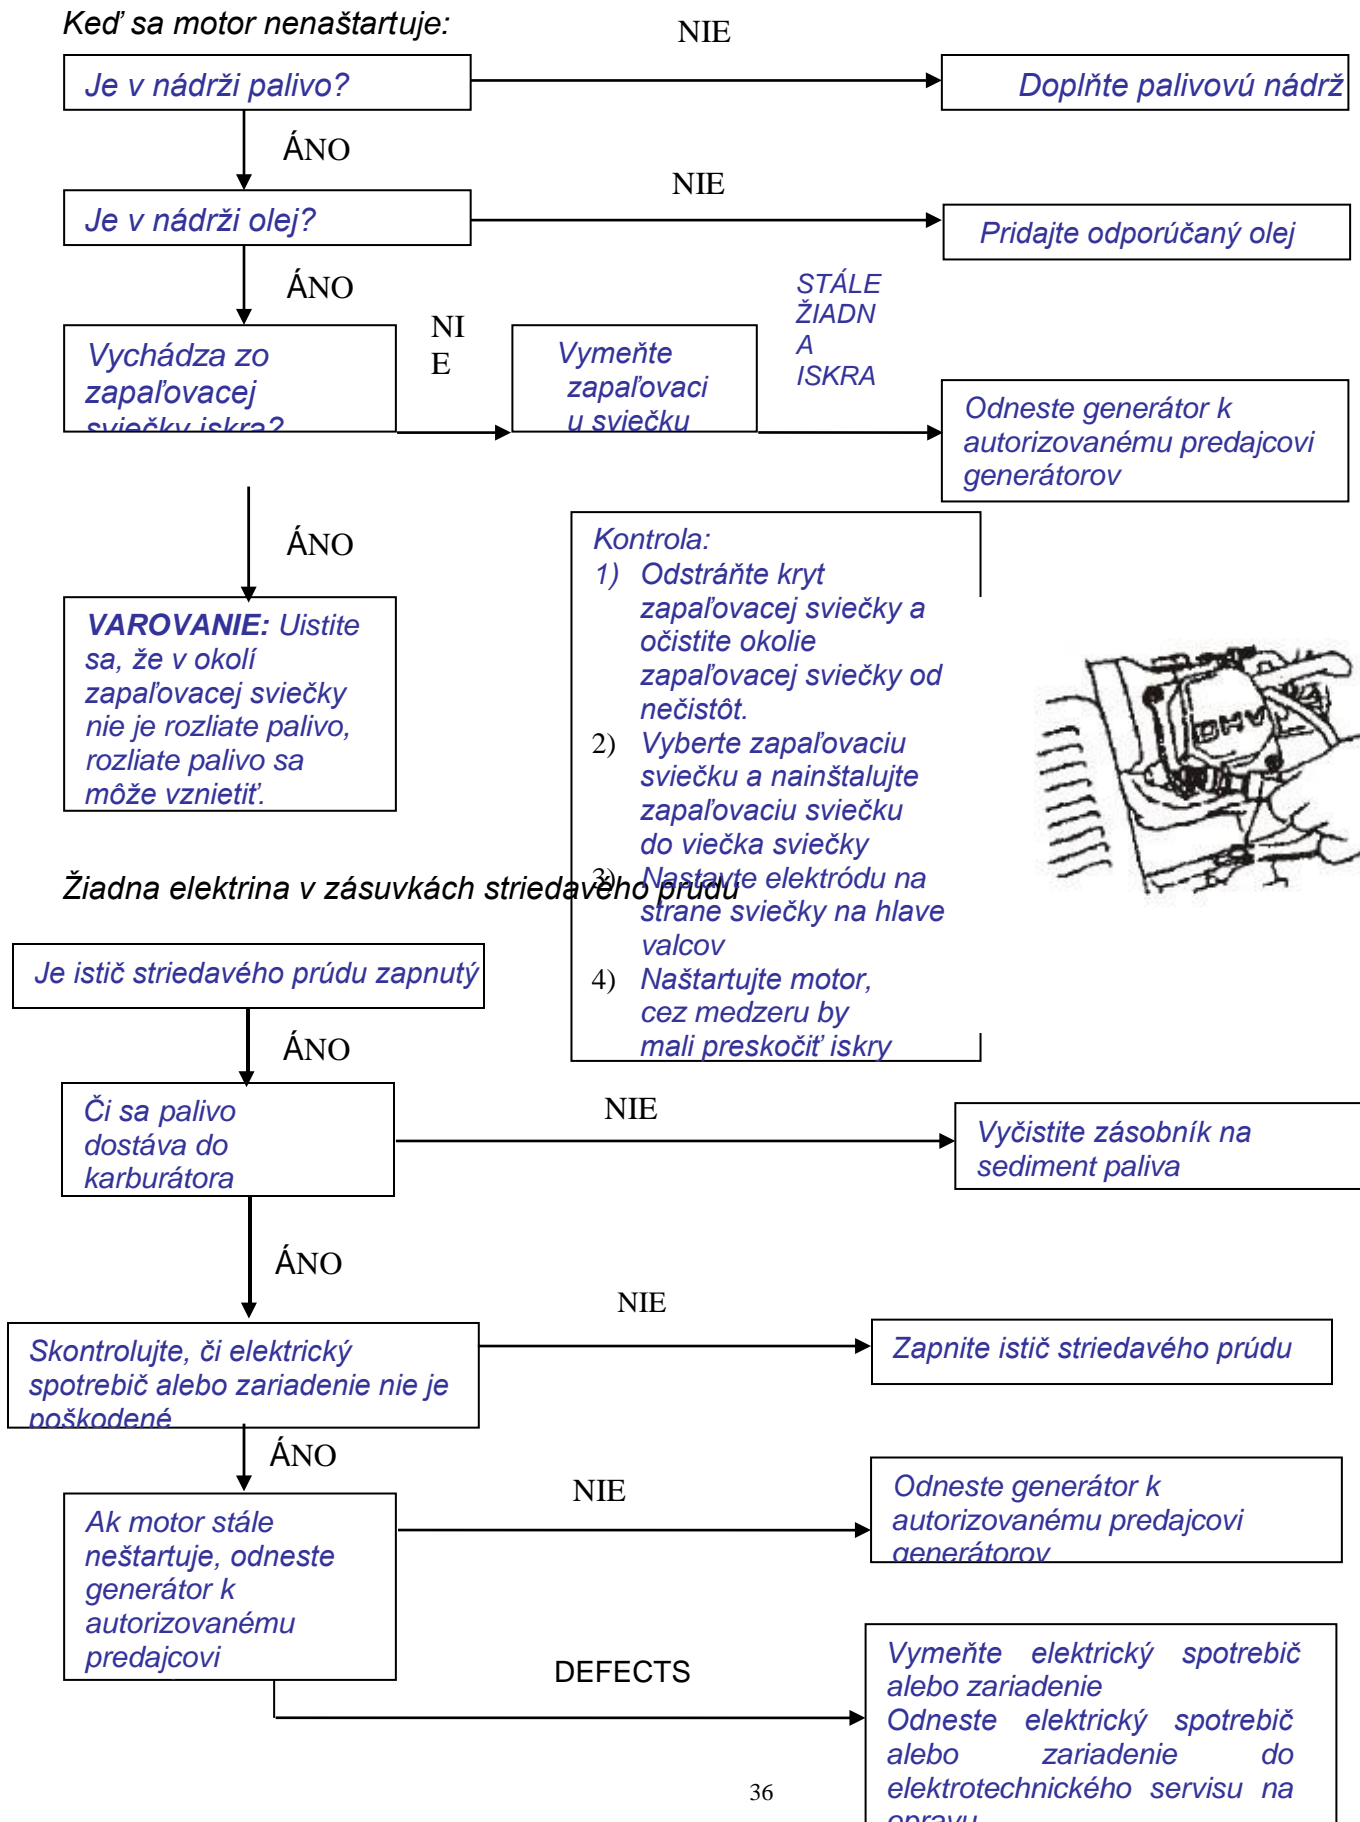 Keď sa motor nenaštartuje:
NIE
Je v nádrži palivo?
Doplňte palivovú nádrž
ÁNO
NIE
Je v nádrži olej?
Pridajte odporúčaný olej
ÁNO
Vychádza zo
zapaľovacej
sviečky iskra?
NI
E
Vymeňte
zapaľovaci
u sviečku
STÁLE
ŽIADN
A
ISKRA
Odneste generátor k
autorizovanému predajcovi
generátorov
ÁNO
VAROVANIE: Uistite
sa, že v okolí
zapaľovacej sviečky
nie je rozliate palivo,
rozliate palivo sa
môže vznietiť.
Kontrola:
1) Odstráňte kryt
zapaľovacej sviečky a
očistite okolie
zapaľovacej sviečky od
nečistôt.
2) Vyberte zapaľovaciu
sviečku a nainštalujte
zapaľovaciu sviečku
do viečka sviečky
3) Nastavte elektródu na
strane sviečky na hlave
valcov
4) Naštartujte motor,
cez medzeru by
mali preskočiť iskry
OHV
Žiadna elektrina v zásuvkách striedavého prúdu
Je istič striedavého prúdu zapnutý
ÁNO
Či sa palivo
dostáva do
karburátora
NIE
Vyčistite zásobník na
sediment paliva
ÁNO
NIE
Skontrolujte, či elektrický
spotrebič alebo zariadenie nie je
poškodené
Zapnite istič striedavého prúdu
ÁNO
NIE
Odneste generátor k
autorizovanému predajcovi
generátorov
Ak motor stále
neštartuje, odneste
generátor k
autorizovanému
predajcovi
DEFECTS
Vymeňte elektrický spotrebič
alebo zariadenie
Odneste elektrický spotrebič
alebo zariadenie do
elektrotechnického servisu na
opravu
36